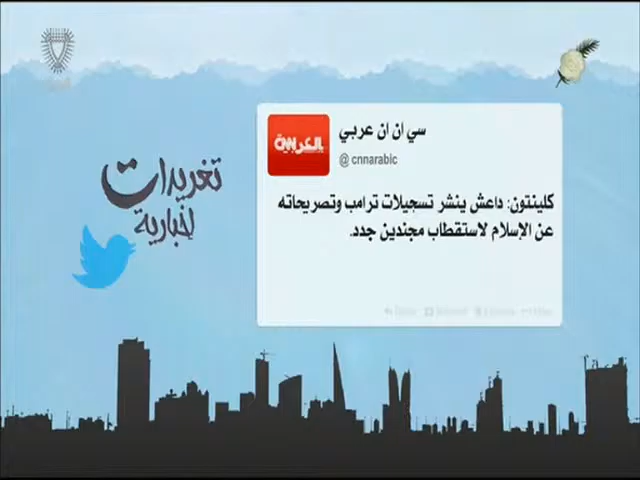 تغريدات
إخبارية
سي ان ان عربي
CNN بالعربية
@cnnarabic
كلينتون: داعش ينشر تسجيلات ترامب وتصريحاته
عن الإسلام لاستقطاب مجندين جدد.